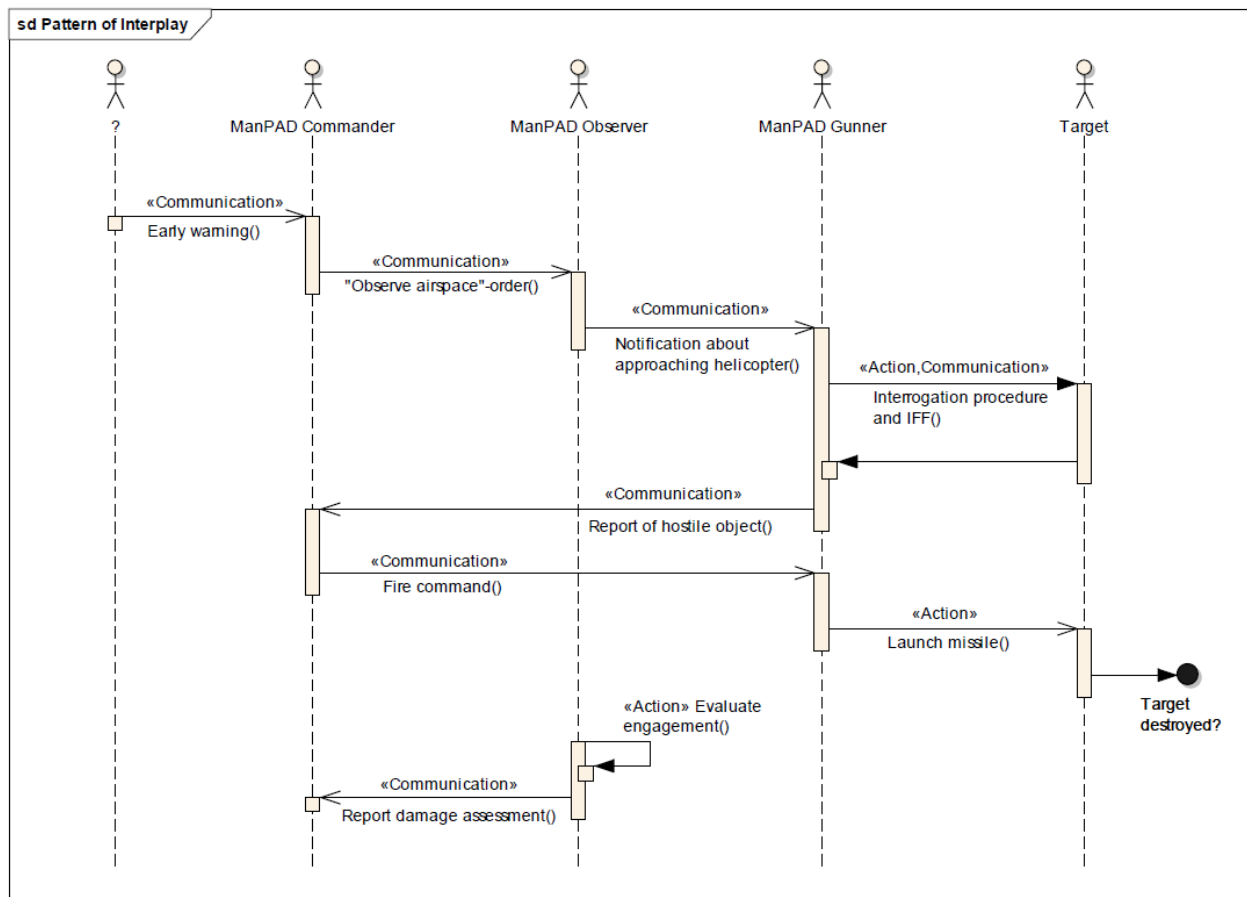 sd Pattern of Interplay
?
ManPAD Commander
ManPAD Observer
ManPAD Gunner
Target
«Communication»
Early warning()
«Communication»
"Observe airspace"-order()
«Communication»
Notification about
approaching helicopter()
«Action,Communication»
Interrogation procedure
and IFF()
«Communication»
Report of hostile object()
«Communication»
Fire command()
«Action»
Launch missile()
Target
destroyed?
«Action» Evaluate
engagement()
«Communication»
Report damage assessment()